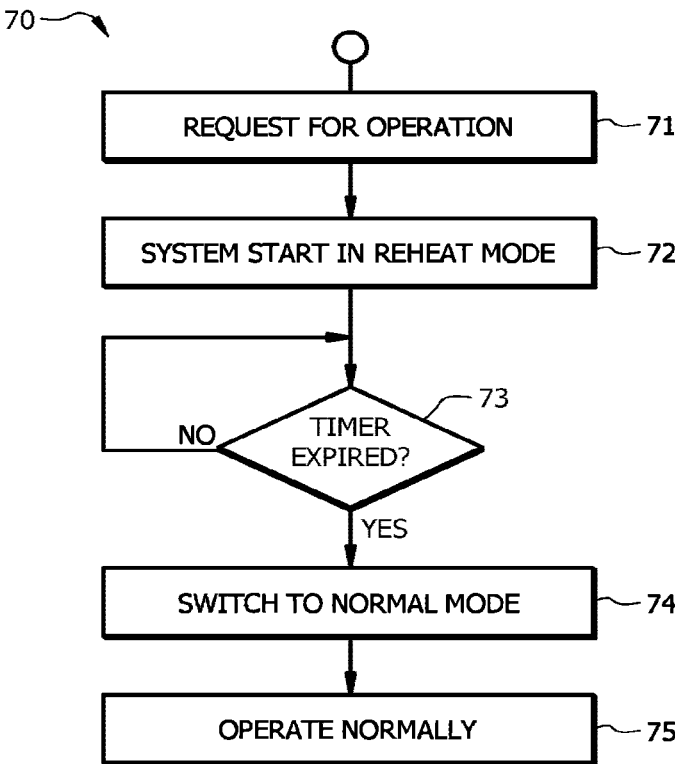 70
REQUEST FOR OPERATION
71
SYSTEM START IN REHEAT MODE
72
73
TIMER
EXPIRED?
NO
YES
SWITCH TO NORMAL MODE
74
OPERATE NORMALLY
75